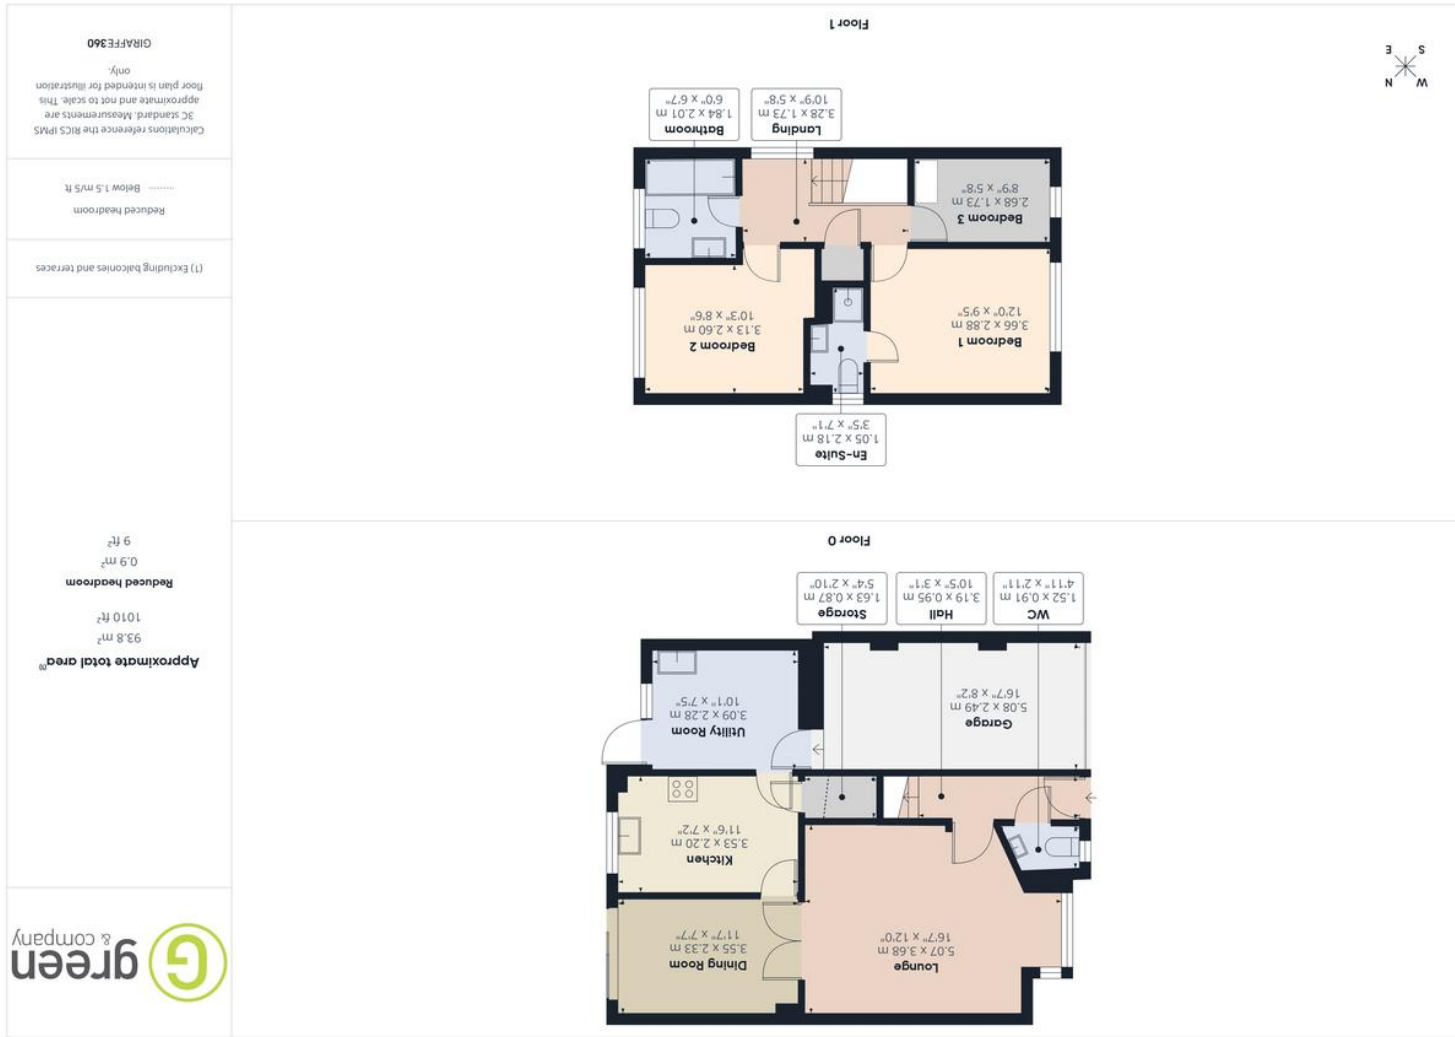 G green
& company
Lounge
5.07 x 3.68 m
16'7" x 12'0"
Dining Room
3.55 x 2.33 m
11'7" x 7'7"
Kitchen
3.53 x 2.20 m
11'6" x 7'2"
Garage
5.08 x 2.49 m
16'7" x 8'2"
Utility Room
3.09 x 2.28 m
10'1" x 7'5"
WC
1.52 x 0.91 m
4'11" x 2'11"
Hall
3.19 x 0.95 m
10'5" x 3'1"
Storage
1.63 x 0.87 m
5'4" x 2'10"
Floor 0
En-Suite
1.05 x 2.18 m
3'5" x 7'1"
Bedroom 1
3.66 x 2.88 m
12'0" x 9'5"
Bedroom 2
3.13 x 2.60 m
10'3" x 8'6"
Bedroom 3
2.68 x 1.73 m
8'9" x 5'8"
Landing
3.28 x 1.73 m
10'9" x 5'8"
Bathroom
1.84 x 2.01 m
6'0" x 6'7"
Floor 1
W N
S E
Approximate total area(1)
93.8 m²
1010 ft²
Reduced headroom
0.9 m²
9 ft²
(1) Excluding balconies and terraces
Reduced headroom
Below 1.5 m/5 ft
Calculations reference the RICS IPMS
3C standard. Measurements are
approximate and not to scale. This
floor plan is intended for illustration
only.
GIRAFFE360